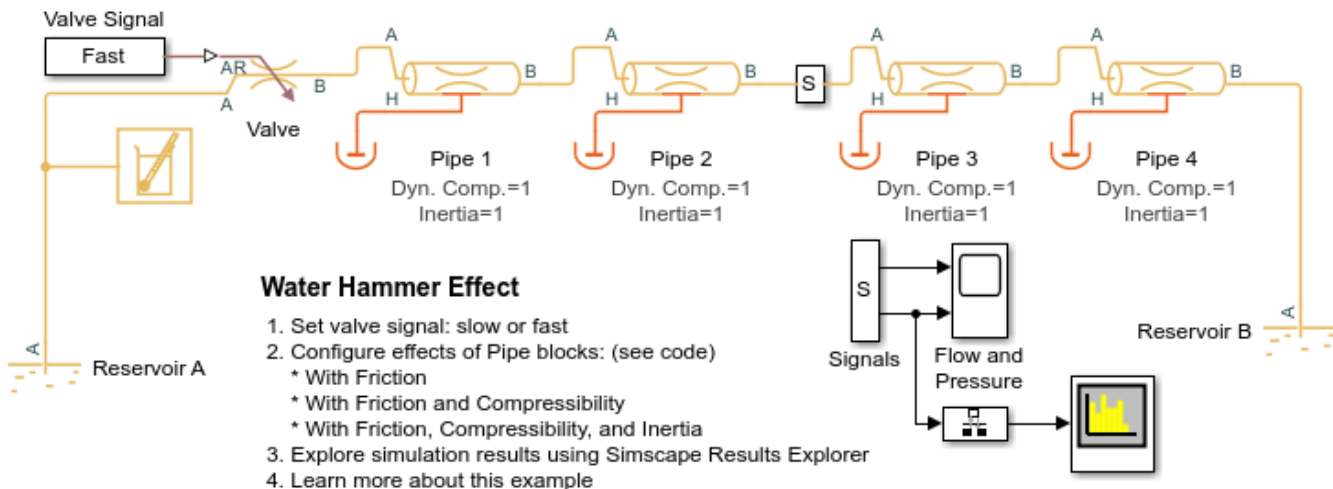 Valve Signal
Fast
AR
A
B
Valve
A
B
H
Pipe 1
Dyn. Comp.=1
Inertia=1
A
B
H
Pipe 2
Dyn. Comp.=1
Inertia=1
S
A
B
H
Pipe 3
Dyn. Comp.=1
Inertia=1
A
B
H
Pipe 4
Dyn. Comp.=1
Inertia=1
A
Reservoir A
Water Hammer Effect
1. Set valve signal: slow or fast
2. Configure effects of Pipe blocks: (see code)
* With Friction
* With Friction and Compressibility
* With Friction, Compressibility, and Inertia
3. Explore simulation results using Simscape Results Explorer
4. Learn more about this example
S
Signals
Flow and
Pressure
A
Reservoir B